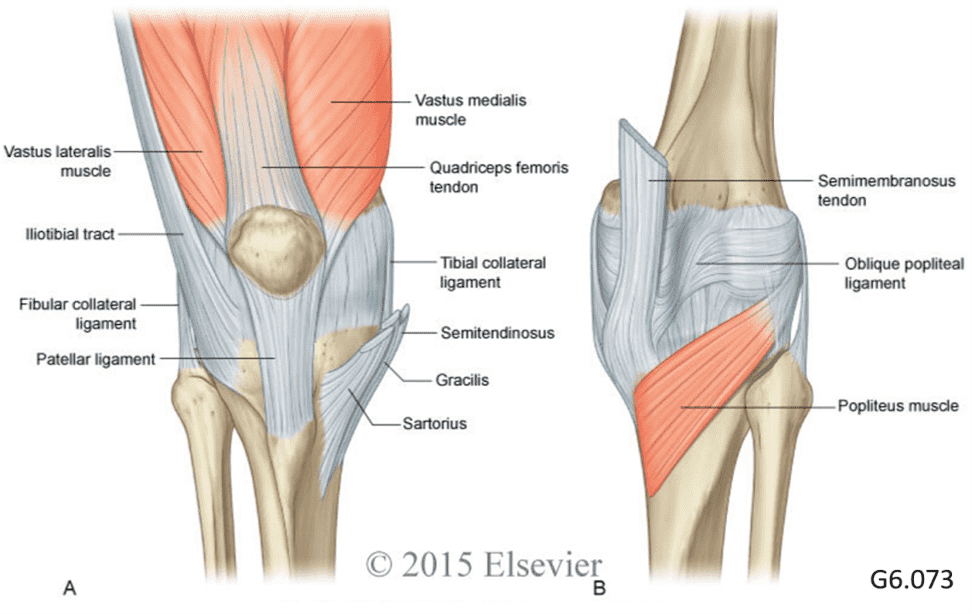 Vastus medialis
muscle
Vastus lateralis
muscle
Quadriceps femoris
tendon
Iliotibial tract
Tibial collateral
ligament
Fibular collateral
ligament
Semitendinosus
Patellar ligament
Gracilis
Sartorius
A
Semimembranosus
tendon
Oblique popliteal
ligament
Popliteus muscle
B
© 2015 Elsevier
G6.073